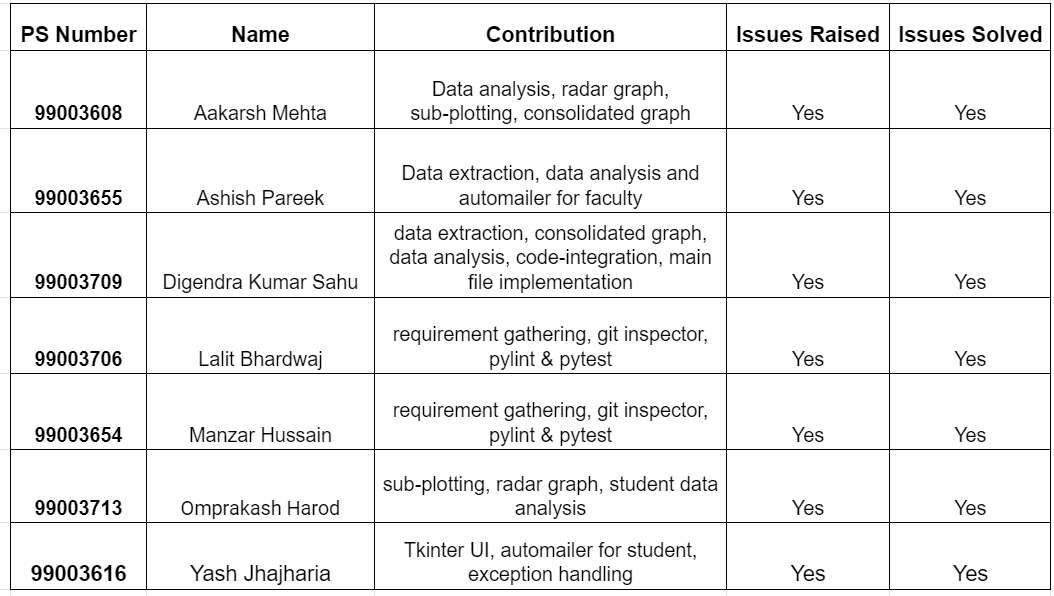 PS Number Name Contribution Issues Raised Issues Solved
Data analysis, radar graph,
99003608 Aakarsh Mehta sub-plotting, consolidated graph Yes Yes
Data extraction, data analysis and
99003655 Ashish Pareek automailer for faculty Yes Yes
data extraction, consolidated graph,
data analysis, code-integration, main
99003709 Digendra Kumar Sahu file implementation Yes Yes
requirement gathering, git inspector,
99003706 Lalit Bhardwaj pylint & pytest Yes Yes
requirement gathering, git inspector,
99003654 Manzar Hussain pylint & pytest Yes Yes
sub-plotting, radar graph, student data
99003713 Omprakash Harod analysis Yes Yes
Tkinter UI, automailer for student,
99003616 Yash Jhajharia exception handling Yes Yes